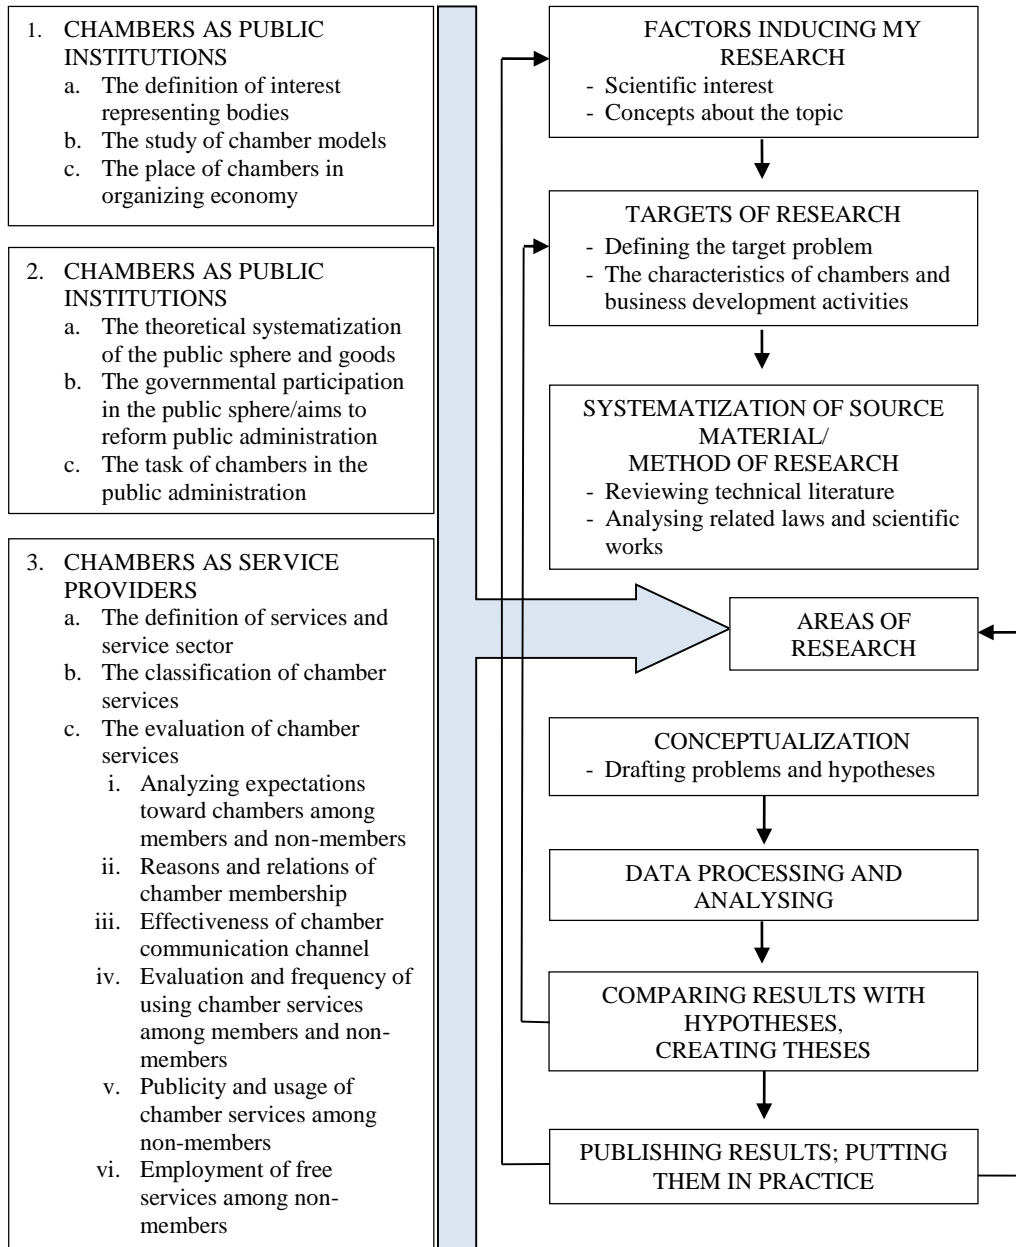 1. CHAMBERS AS PUBLIC
INSTITUTIONS
a. The definition of interest
representing bodies
b. The study of chamber models
c. The place of chambers in
organizing economy
2. CHAMBERS AS PUBLIC
INSTITUTIONS
a. The theoretical systematization
of the public sphere and goods
b. The governmental participation
in the public sphere/aims to
reform public administration
c. The task of chambers in the
public administration
3. CHAMBERS AS SERVICE
PROVIDERS
a. The definition of services and
service sector
b. The classification of chamber
services
c. The evaluation of chamber
services
i. Analyzing expectations
toward chambers among
members and non-members
ii. Reasons and relations of
chamber membership
iii. Effectiveness of chamber
communication channel
iv. Evaluation and frequency of
using chamber services
among members and non-
members
v. Publicity and usage of
chamber services among
non-members
vi. Employment of free
services among non-
members
FACTORS INDUCING MY
RESEARCH
- Scientific interest
- Concepts about the topic
TARGETS OF RESEARCH
- Defining the target problem
- The characteristics of chambers and
business development activities
SYSTEMATIZATION OF SOURCE
MATERIAL/
METHOD OF RESEARCH
- Reviewing technical literature
- Analysing related laws and scientific
works
AREAS OF
RESEARCH
CONCEPTUALIZATION
- Drafting problems and hypotheses
DATA PROCESSING AND
ANALYSING
COMPARING RESULTS WITH
HYPOTHESES,
CREATING THESES
PUBLISHING RESULTS; PUTTING
THEM IN PRACTICE